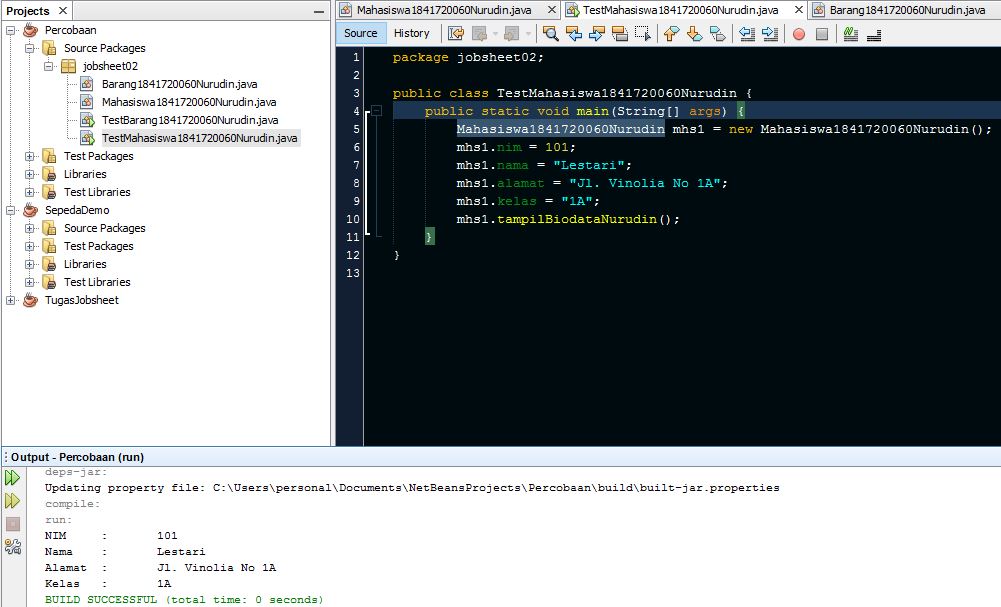 Projects
Percobaan
Source Packages
jobsheet02
Barang1841720060Nurudin.java
Mahasiswa1841720060Nurudin.java
TestBarang1841720060Nurudin.java
TestMahasiswa1841720060Nurudin.java
Test Packages
Libraries
Test Libraries
SepedaDemo
Source Packages
Test Packages
Libraries
Test Libraries
TugasJobsheet
Mahasiswa1841720060Nurudin.java TestMahasiswa1841720060Nurudin.java Barang1841720060Nurudin.java
Source History
1 package jobsheet02;
2
3 public class TestMahasiswa1841720060Nurudin {
4 public static void main(String[] args) {
5 Mahasiswa1841720060Nurudin mhs1 = new Mahasiswa1841720060Nurudin();
6 mhs1.nim = 101;
7 mhs1.nama = "Lestari";
8 mhs1.alamat = "Jl. Vinolia No 1A";
9 mhs1.kelas = "1A";
10 mhs1.tampilBiodataNurudin();
11 }
12 }
13
Output - Percobaan (run)
deps-jar:
Updating property file: C:\Users\personal\Documents\NetBeansProjects\Percobaan\build\built-jar.properties
compile:
run:
NIM : 101
Nama : Lestari
Alamat : Jl. Vinolia No 1A
Kelas : 1A
BUILD SUCCESSFUL (total time: 0 seconds)